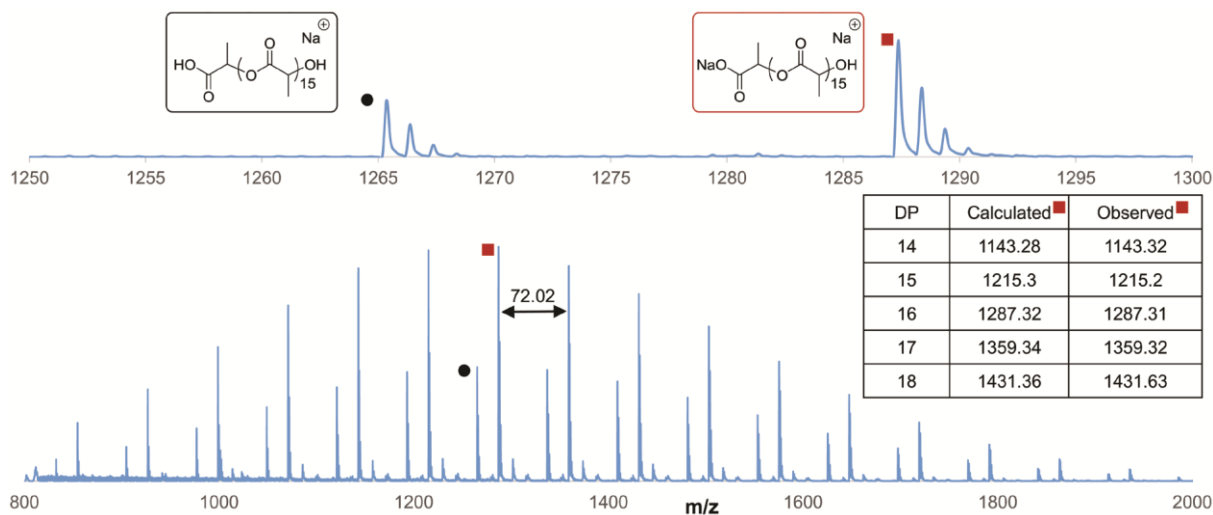 Na⊕
O
HO
O
O
OH
15
Na⊕
O
NaO
O
O
OH
15
1250 1255 1260 1265 1270 1275 1280 1285 1290 1295 1300
DP Calculated Observed
14 1143.28 1143.32
15 1215.3 1215.2
16 1287.32 1287.31
17 1359.34 1359.32
18 1431.36 1431.63
72.02
800 1000 1200 1400 1600 1800 2000
m/z